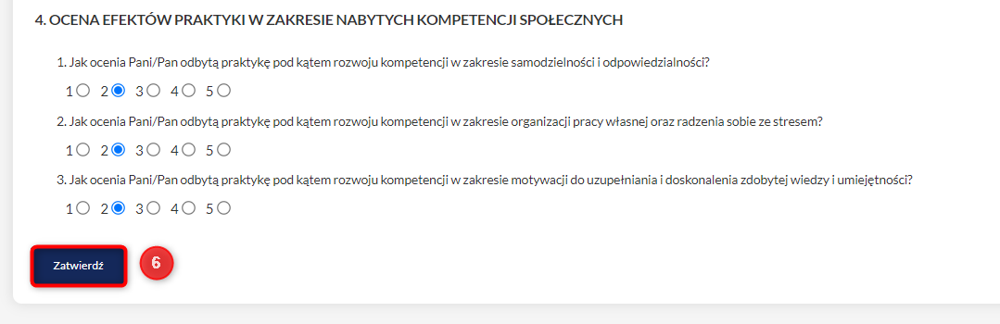 4. OCENA EFEKTÓW PRAKTYKI W ZAKRESIE NABYTYCH KOMPETENCJI SPOŁECZNYCH
1. Jak ocenia Pani/Pan odbytą praktykę pod kątem rozwoju kompetencji w zakresie samodzielności i odpowiedzialności?
1 2 3 4 5
2. Jak ocenia Pani/Pan odbytą praktykę pod kątem rozwoju kompetencji w zakresie organizacji pracy własnej oraz radzenia sobie ze stresem?
1 2 3 4 5
3. Jak ocenia Pani/Pan odbytą praktykę pod kątem rozwoju kompetencji w zakresie motywacji do uzupełniania i doskonalenia zdobytej wiedzy i umiejętności?
1 2 3 4 5
Zatwierdź 6